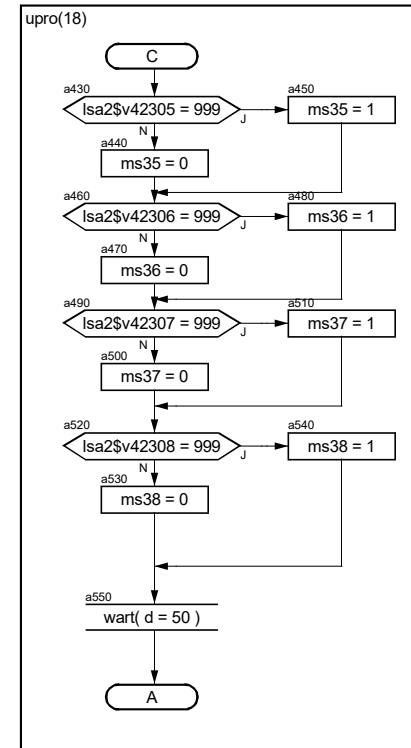 upro(18)
C
a430
lsa2$v42305 = 999
J
a450
ms35 = 1
N
a440
ms35 = 0
a460
lsa2$v42306 = 999
J
a480
ms36 = 1
N
a470
ms36 = 0
a490
lsa2$v42307 = 999
J
a510
ms37 = 1
N
a500
ms37 = 0
a520
lsa2$v42308 = 999
J
a540
ms38 = 1
N
a530
ms38 = 0
a550
wart( d = 50 )
A